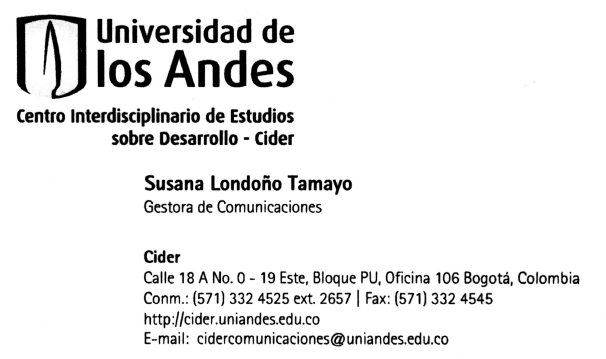 Universidad de
los Andes
Centro Interdisciplinario de Estudios
sobre Desarrollo - Cider
Susana Londoño Tamayo
Gestora de Comunicaciones
Cider
Calle 18 A No. 0 - 19 Este, Bloque PU, Oficina 106 Bogotá, Colombia
Conm.: (571) 332 4525 ext. 2657 | Fax: (571) 332 4545
http://cider.uniandes.edu.co
E-mail: cidercomunicaciones@uniandes.edu.co